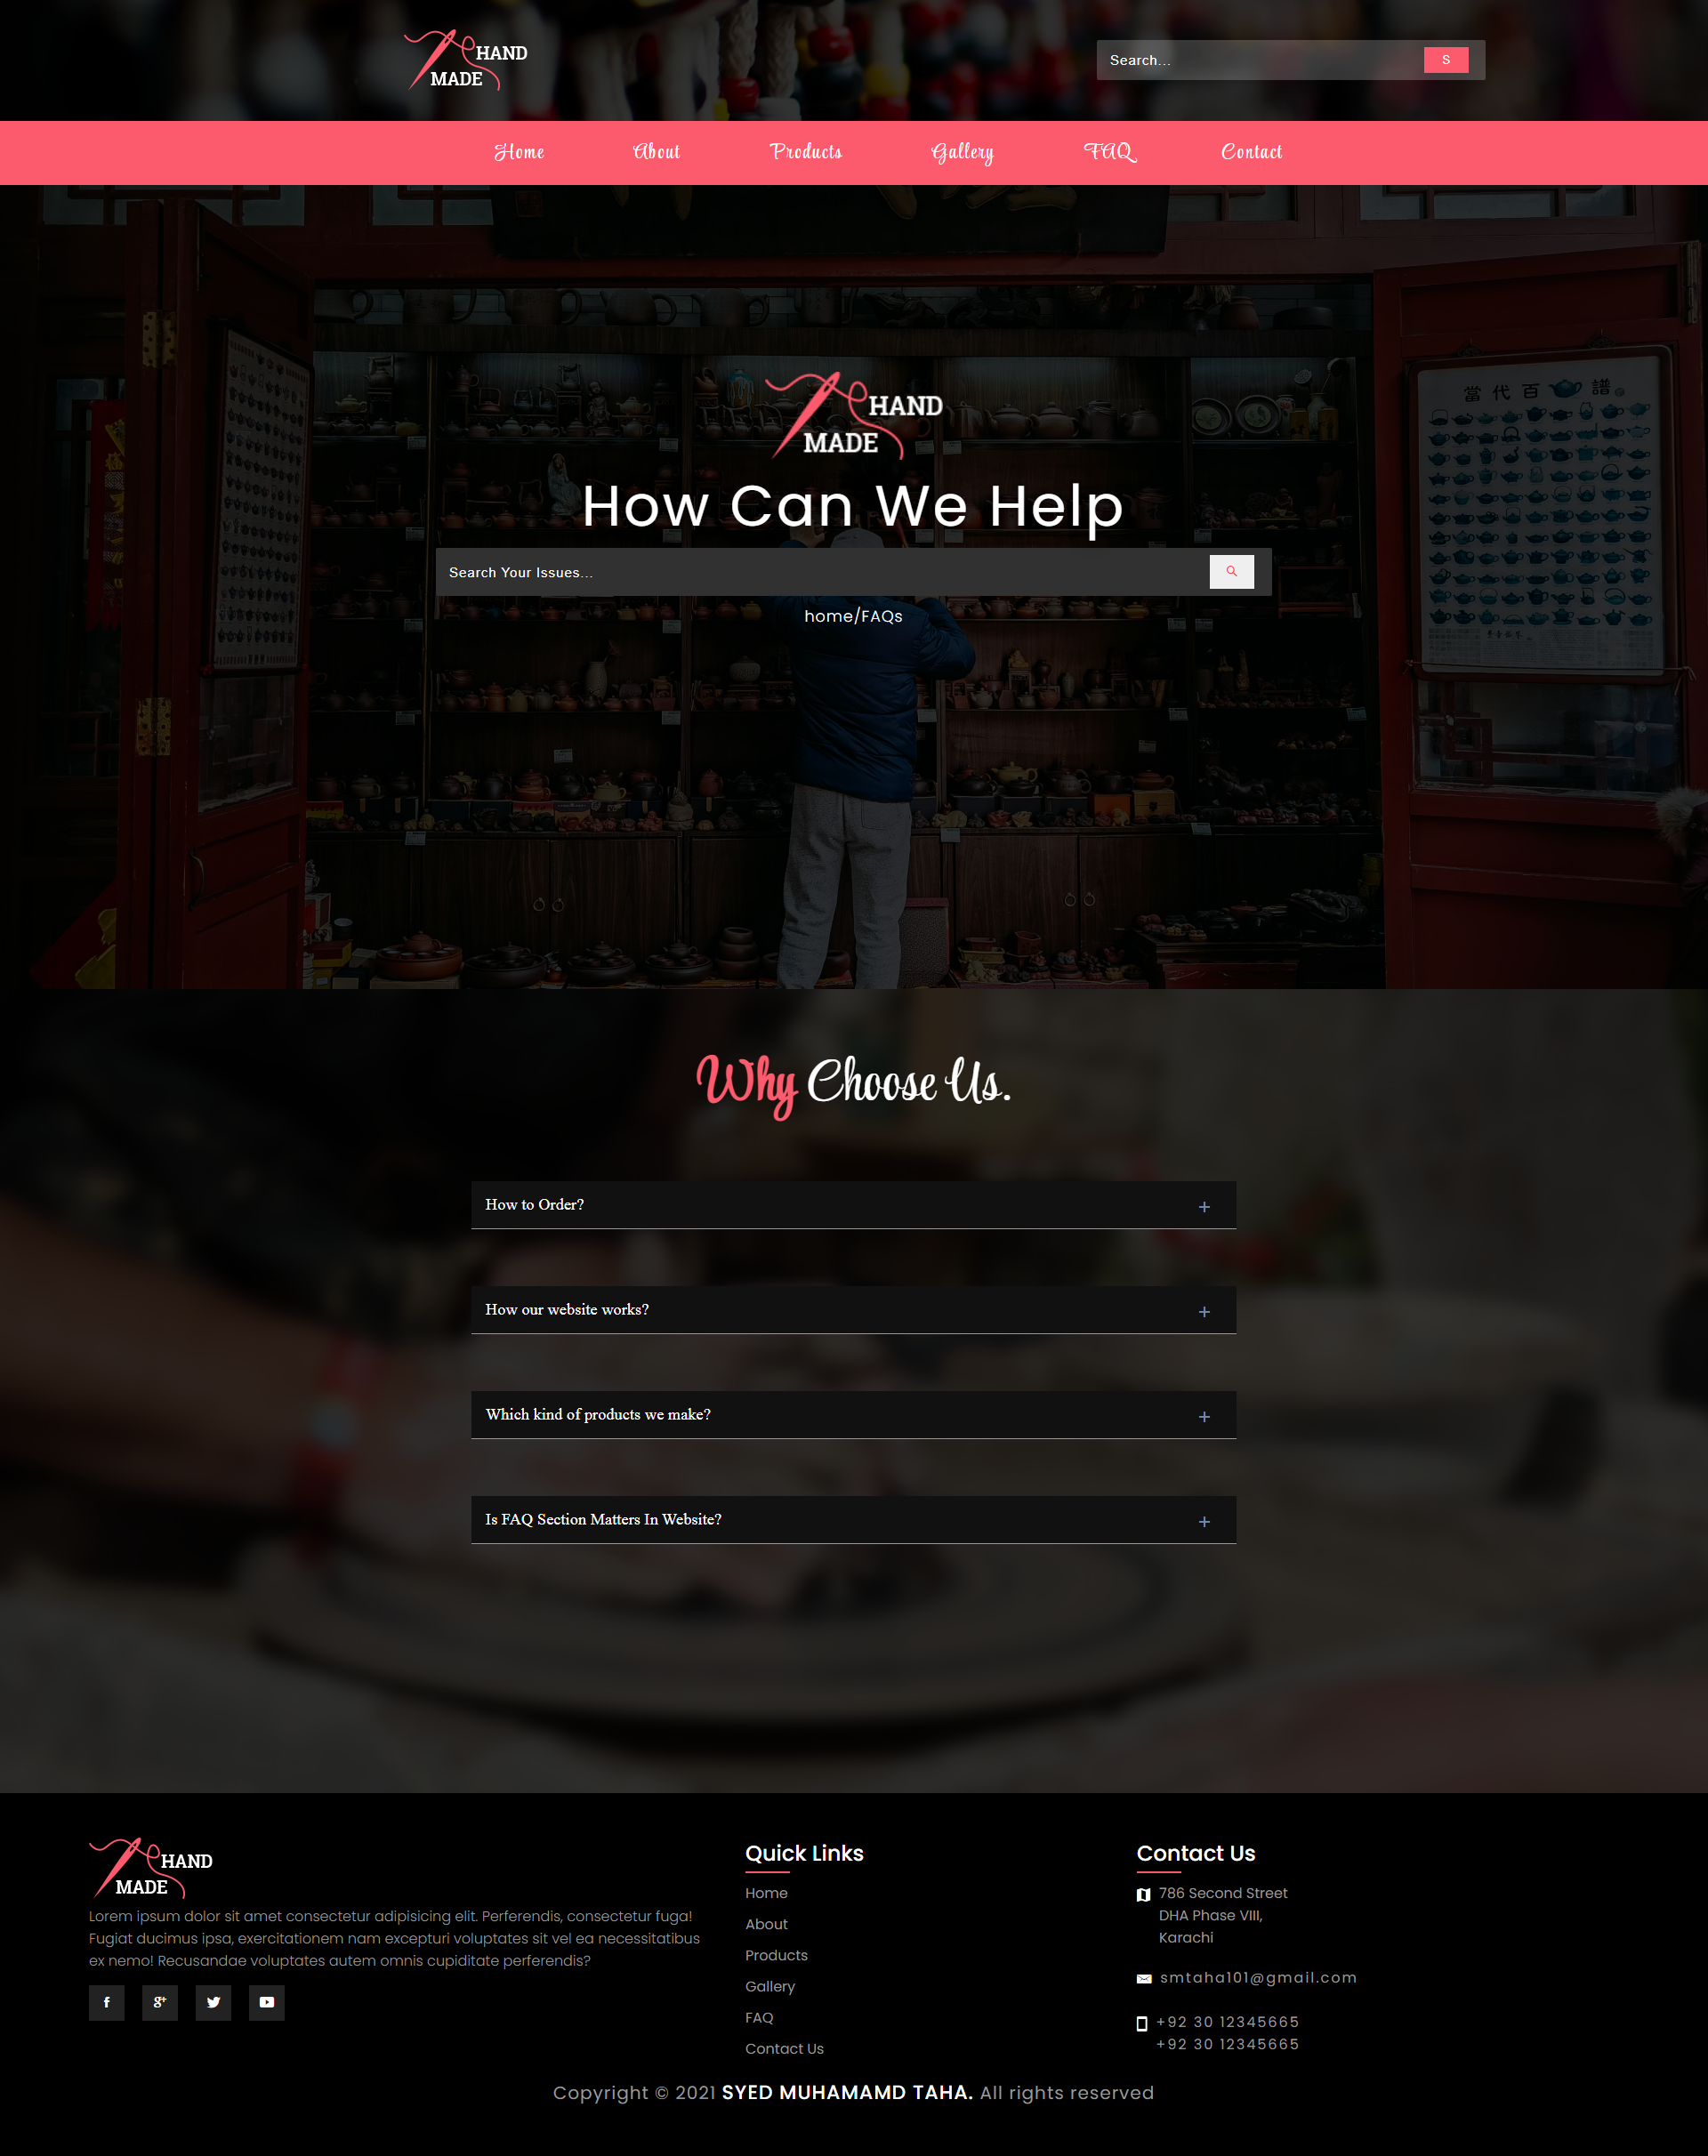 HAND
MADE
Search...
S
Home
About
Products
Gallery
FAQ
Contact
當代百 譜
HAND
MADE
How Can We Help
Search Your Issues...
home/FAQs
Why Choose Us.
How to Order?
+
How our website works?
+
Which kind of products we make?
+
Is FAQ Section Matters In Website?
+
HAND
MADE
Lorem ipsum dolor sit amet consectetur adipisicing elit. Perferendis, consectetur fuga!
Fugiat ducimus ipsa, exercitationem nam excepturi voluptates sit vel ea necessitatibus
ex nemo! Recusandae voluptates autem omnis cupiditate perferendis?
Quick Links
Home
About
Products
Gallery
FAQ
Contact Us
Contact Us
786 Second Street
DHA Phase VIII,
Karachi
smtaha101@gmail.com
+92 30 12345665
+92 30 12345665
Copyright © 2021 SYED MUHAMAMD TAHA. All rights reserved